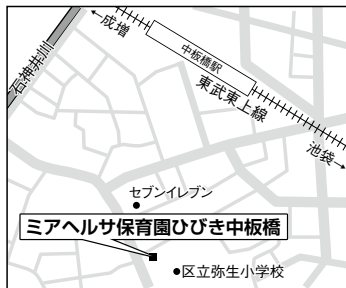 ←成増
石神井川
中板橋駅
東武東上線
池袋→
セブンイレブン
ミアヘルサ保育園ひびき中板橋
●区立弥生小学校